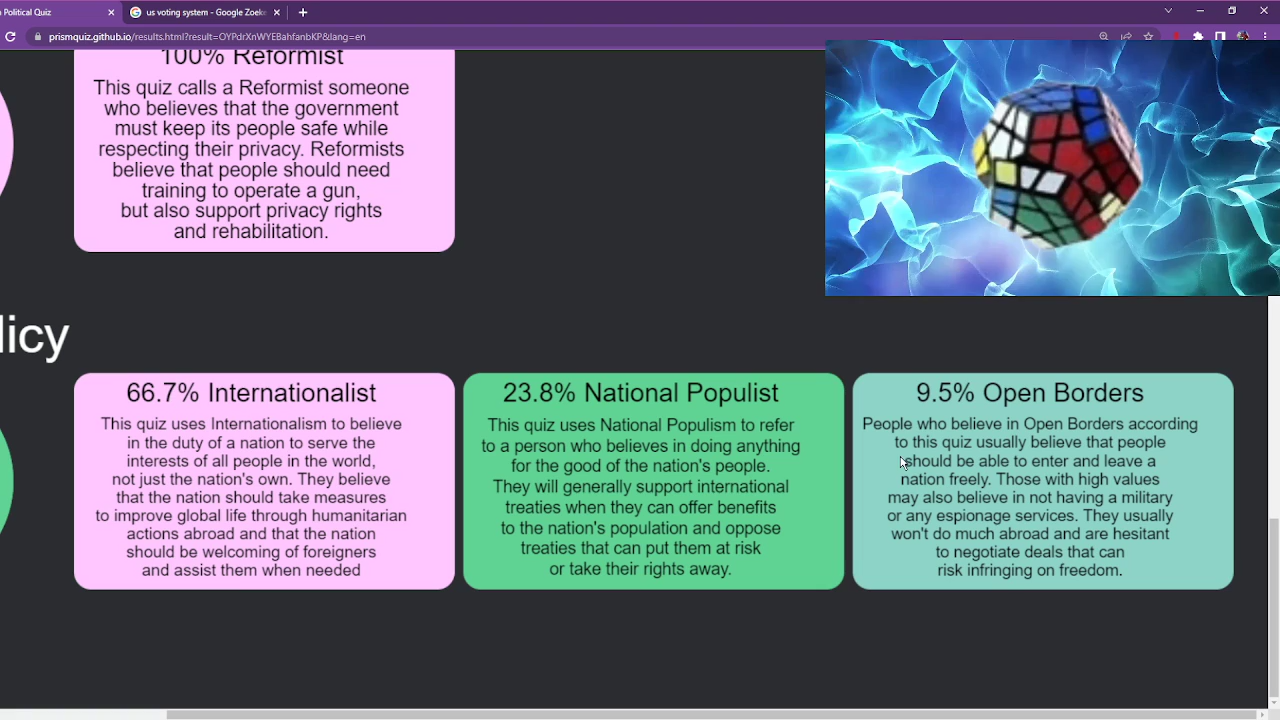 Political Quiz
us voting system - Google Zoeke
prismquiz.github.io/results.html?result=OYPdrXnWYEBahfanbKP&lang=en
100% Reformist
This quiz calls a Reformist someone
who believes that the government
must keep its people safe while
respecting their privacy. Reformists
believe that people should need
training to operate a gun,
but also support privacy rights
and rehabilitation.
licy
66.7% Internationalist
This quiz uses Internationalism to believe
in the duty of a nation to serve the
interests of all people in the world,
not just the nation's own. They believe
that the nation should take measures
to improve global life through humanitarian
actions abroad and that the nation
should be welcoming of foreigners
and assist them when needed
23.8% National Populist
This quiz uses National Populism to refer
to a person who believes in doing anything
for the good of the nation's people.
They will generally support international
treaties when they can offer benefits
to the nation's population and oppose
treaties that can put them at risk
or take their rights away.
9.5% Open Borders
People who believe in Open Borders according
to this quiz usually believe that people
should be able to enter and leave a
nation freely. Those with high values
may also believe in not having a military
or any espionage services. They usually
won't do much abroad and are hesitant
to negotiate deals that can
risk infringing on freedom.